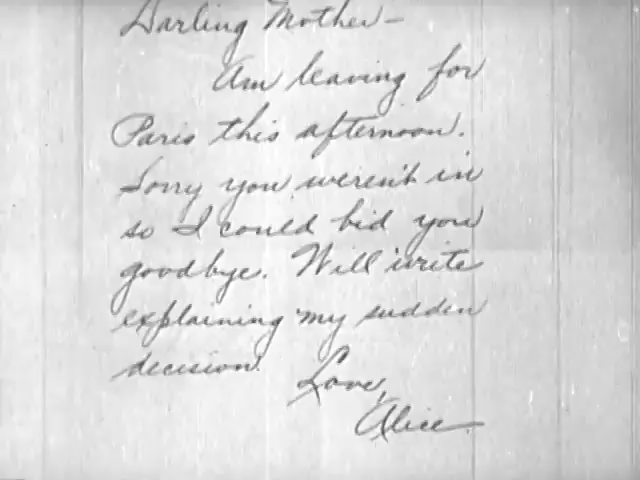 Darling Mother—
Am leaving for
Paris this afternoon.
Sorry you weren't in
so I could bid you
goodbye. Will write
explaining my sudden
decision. Love,
Alice